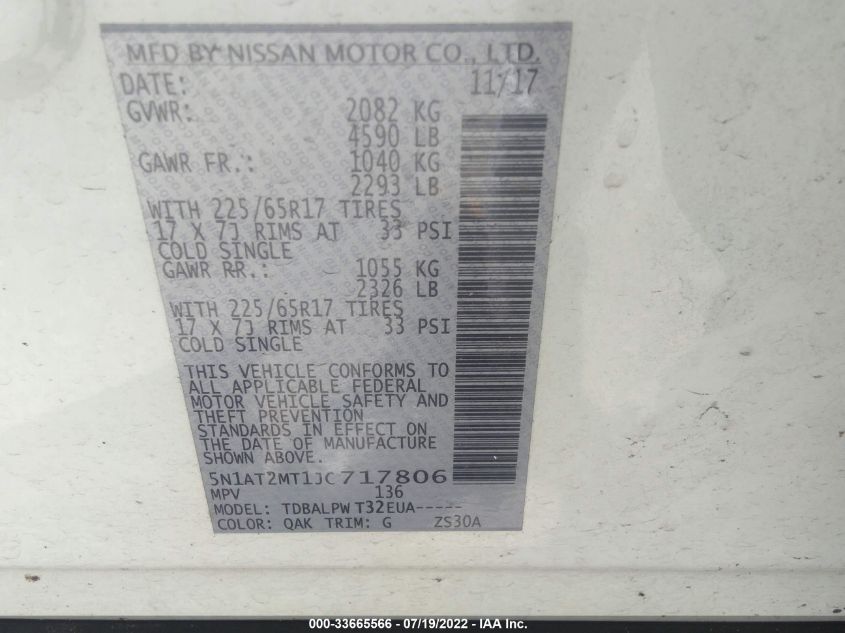 MFD BY NISSAN MOTOR CO., LTD.
DATE: 11/17
GVWR: 2082 KG
4590 LB
GAWR FR.: 1040 KG
2293 LB
WITH 225/65R17 TIRES
17 X 7J RIMS AT 33 PSI
COLD SINGLE
GAWR RR.: 1055 KG
2326 LB
WITH 225/65R17 TIRES
17 X 7J RIMS AT 33 PSI
COLD SINGLE
THIS VEHICLE CONFORMS TO
ALL APPLICABLE FEDERAL
MOTOR VEHICLE SAFETY AND
THEFT PREVENTION
STANDARDS IN EFFECT ON
THE DATE OF MANUFACTURE
SHOWN ABOVE.
5N1AT2MT1JC717806
MPV 136
MODEL: TDBALPW T32EUA-----
COLOR: QAK TRIM: G ZS30A
000-33665566 - 07/19/2022 - IAA Inc.